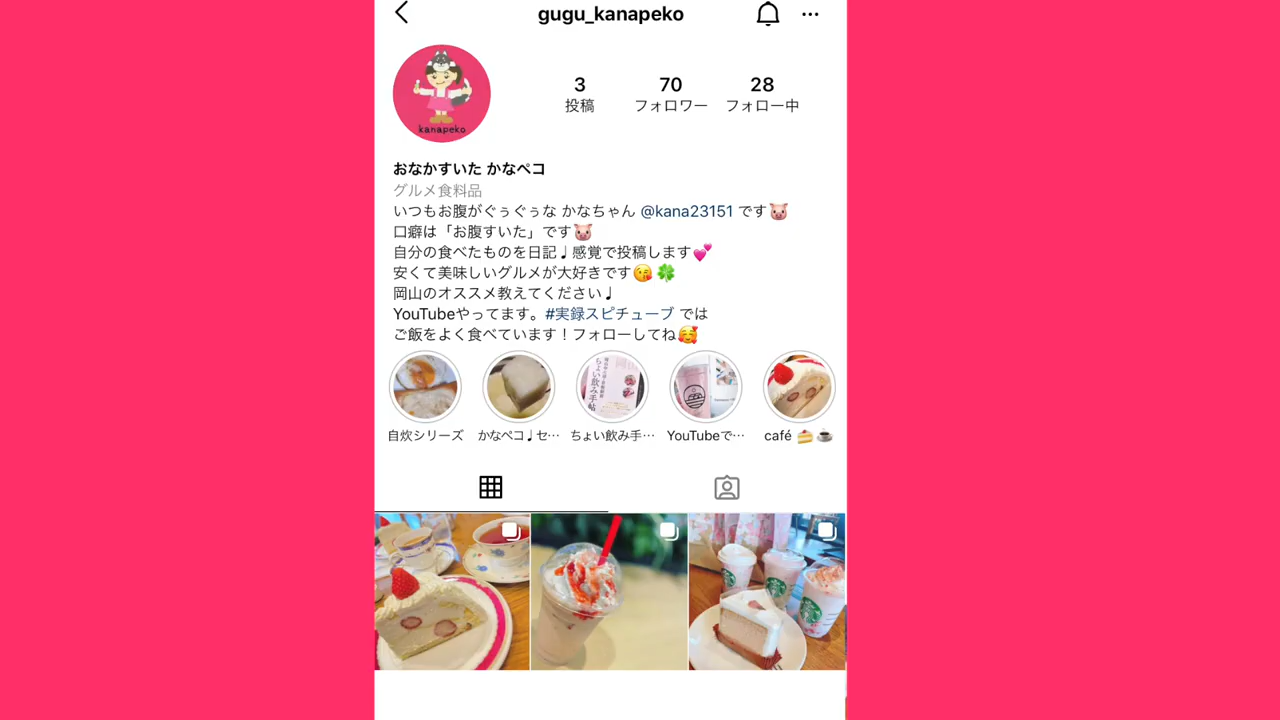 gugu_kanapeko
kanapeko
3
70
28
投稿
フォロワー
フォロー中
おなかすいた かなペコ
グルメ食料品
いつもお腹がぐぅぐぅな かなちゃん @kana23151 です🐷
口癖は「お腹すいた」です🐷
自分の食べたものを日記♩感覚で投稿します💕
安くて美味しいグルメが大好きです😘🍀
岡山のオススメ教えてください♩
YouTubeやってます。#実録スピチューブ では
ご飯をよく食べています！フォローしてね🥰
ちょい飲み手帖
自炊シリーズ
かなペコ♩セ…
ちょい飲み手…
YouTubeで…
café 🍰☕